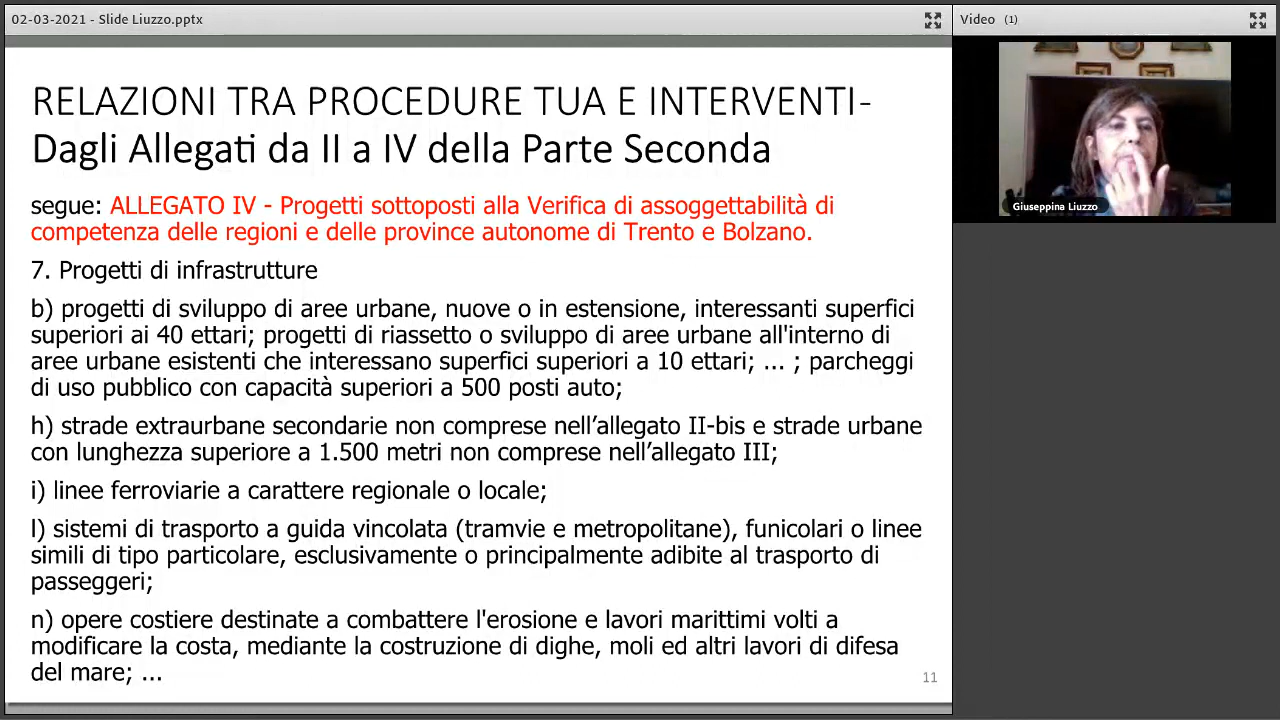 02-03-2021 - Slide Liuzzo.pptx
Video (1)
RELAZIONI TRA PROCEDURE TUA E INTERVENTI-
Dagli Allegati da II a IV della Parte Seconda
segue: ALLEGATO IV - Progetti sottoposti alla Verifica di assoggettabilità di
competenza delle regioni e delle province autonome di Trento e Bolzano.
7. Progetti di infrastrutture
b) progetti di sviluppo di aree urbane, nuove o in estensione, interessanti superfici
superiori ai 40 ettari; progetti di riassetto o sviluppo di aree urbane all'interno di
aree urbane esistenti che interessano superfici superiori a 10 ettari; ... ; parcheggi
di uso pubblico con capacità superiori a 500 posti auto;
h) strade extraurbane secondarie non comprese nell’allegato II-bis e strade urbane
con lunghezza superiore a 1.500 metri non comprese nell’allegato III;
i) linee ferroviarie a carattere regionale o locale;
l) sistemi di trasporto a guida vincolata (tramvie e metropolitane), funicolari o linee
simili di tipo particolare, esclusivamente o principalmente adibite al trasporto di
passeggeri;
n) opere costiere destinate a combattere l'erosione e lavori marittimi volti a
modificare la costa, mediante la costruzione di dighe, moli ed altri lavori di difesa
del mare; ...
11
Giuseppina Liuzzo